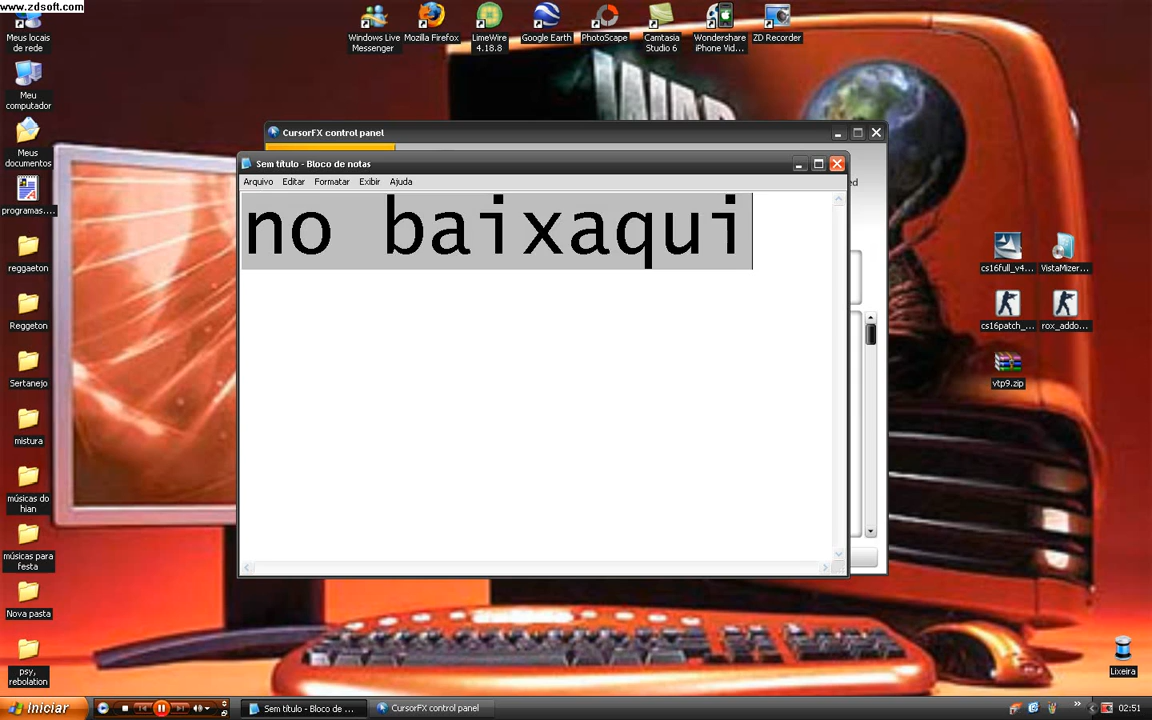 www.zdsoft.com
Meus locais
de rede
Windows Live
Messenger
Mozilla Firefox
LimeWire
4.18.8
Google Earth
PhotoScape
Camtasia
Studio 6
Wondershare
iPhone Vid...
ZD Recorder
Meu
computador
Meus
documentos
programas....
reggaeton
Reggeton
Sertanejo
mistura
músicas do
hian
músicas para
festa
Nova pasta
psy,
rebolation
CursorFX control panel
Sem título - Bloco de notas
Arquivo Editar Formatar Exibir Ajuda
no baixaqui
ed
cs16full_v4...
VistaMizer...
cs16patch_...
rox_addo...
vtp9.zip
Lixeira
Iniciar
Sem título - Bloco de ...
CursorFX control panel
02:51